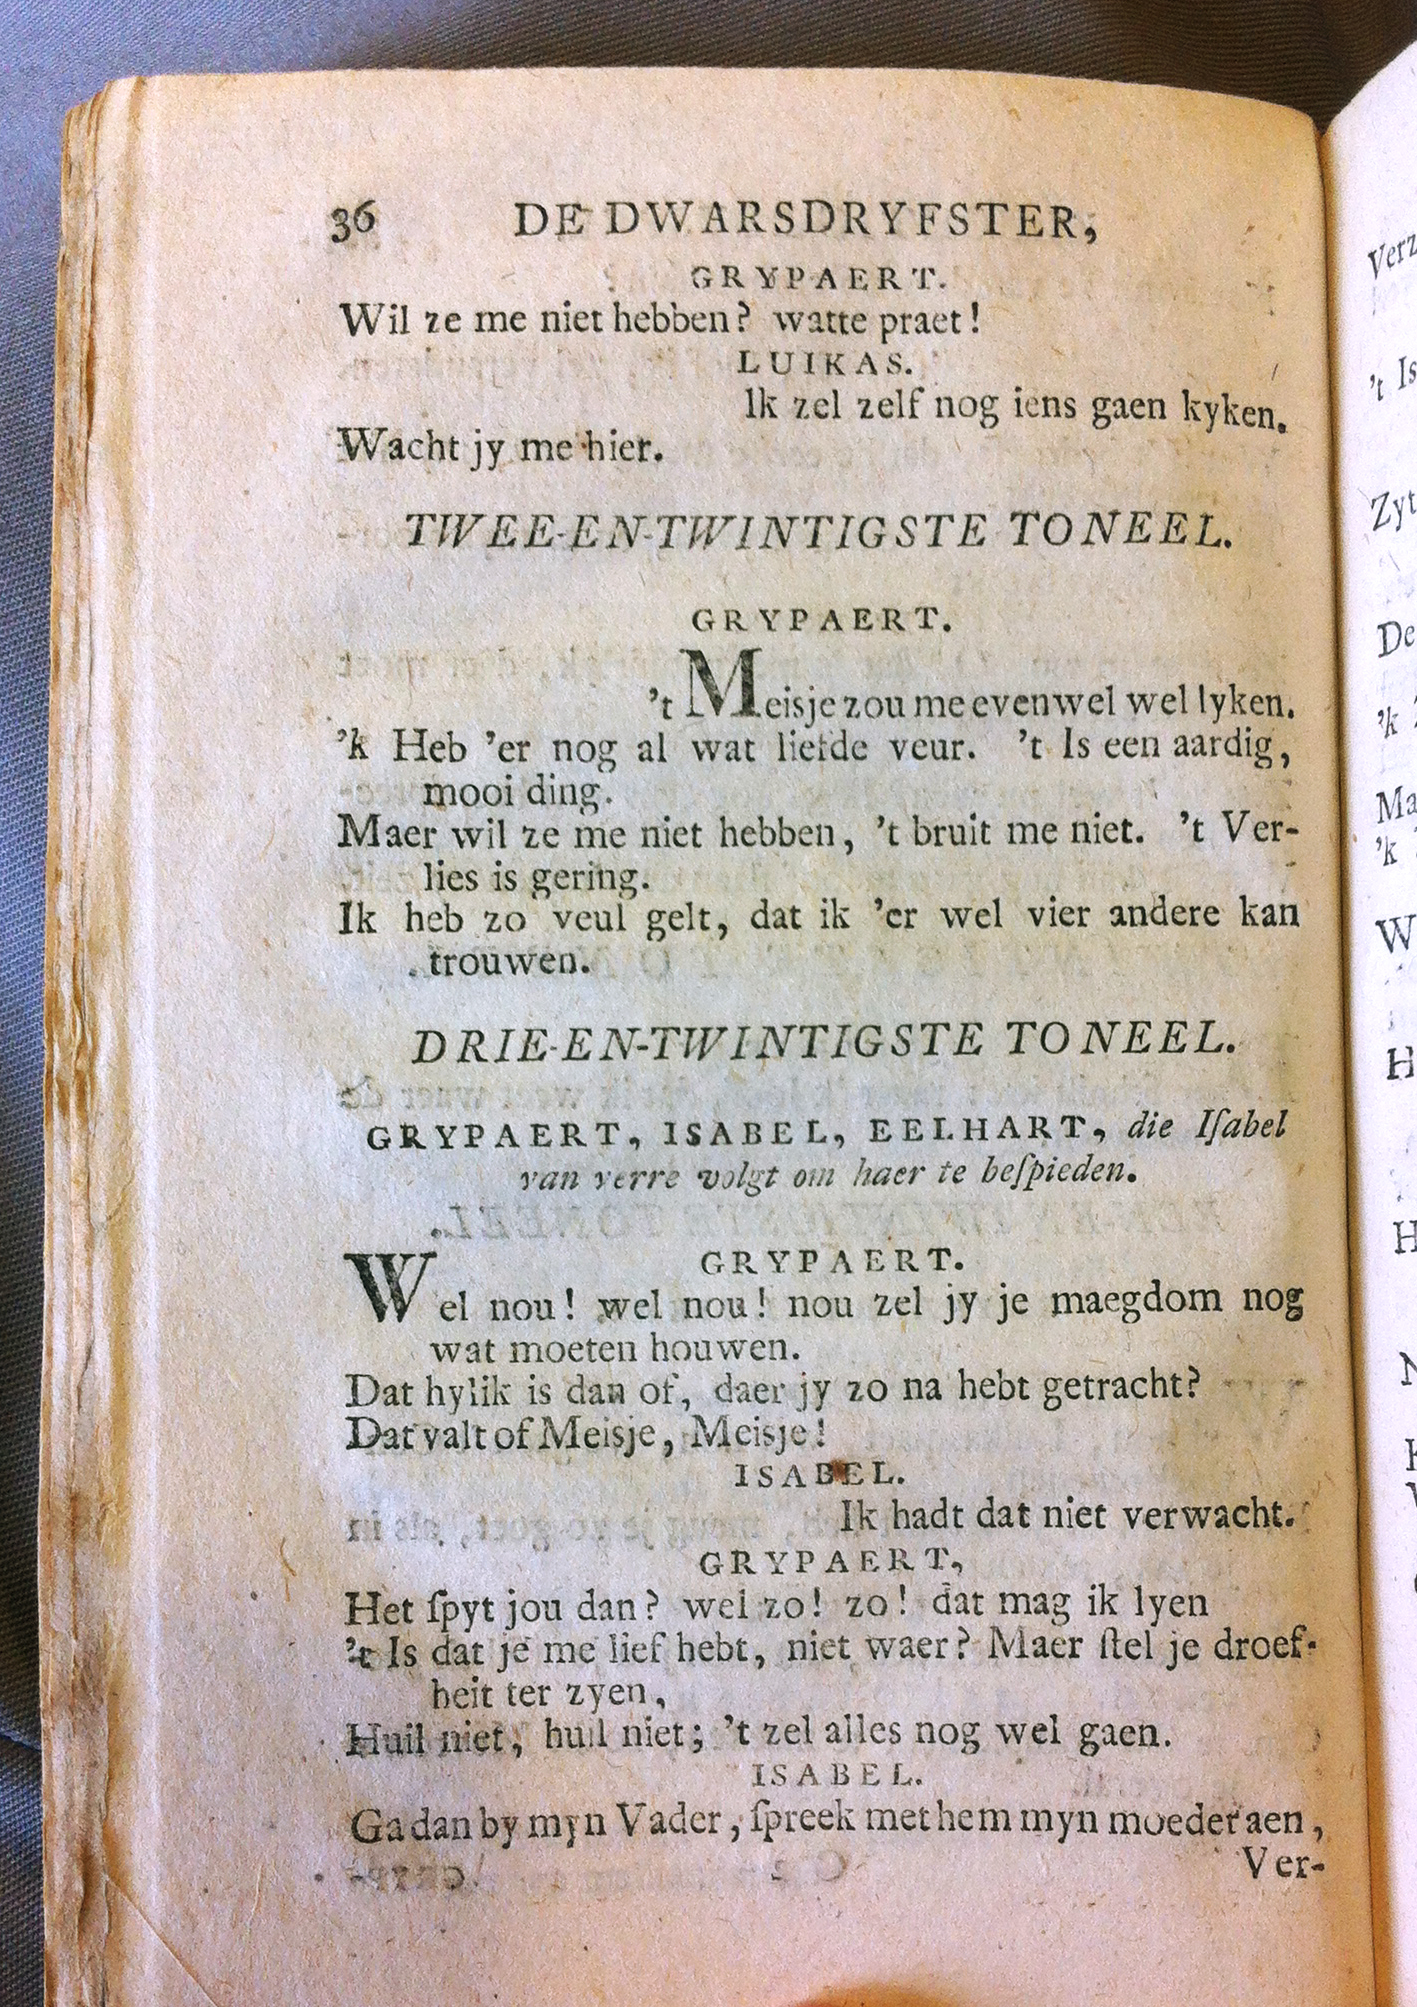 36 DE DWARSDRYFSTER,
GRYPAERT.
Wil ze me niet hebben? watte praet!
LUIKAS.
Ik zel zelf nog iens gaen kyken.
Wacht jy me hier.
TWEE-EN-TWINTIGSTE TONEEL.
GRYPAERT.
't Meisje zou me evenwel wel lyken.
'k Heb 'er nog al wat liefde veur. 't Is een aardig,
mooi ding.
Maer wil ze me niet hebben, 't bruit me niet. 't Ver-
lies is gering.
Ik heb zo veul gelt, dat ik 'er wel vier andere kan
trouwen.
DRIE-EN-TWINTIGSTE TONEEL.
GRYPAERT, ISABEL, EELHART, die Iſabel
van verre volgt om haer te beſpieden.
GRYPAERT.
Wel nou! wel nou! nou zel jy je maegdom nog
wat moeten houwen.
Dat hylik is dan of, daer jy zo na hebt getracht?
Dat valt of Meisje, Meisje!
ISABEL.
Ik hadt dat niet verwacht.
GRYPAERT,
Het ſpyt jou dan? wel zo! zo! dat mag ik lyen
't Is dat je me lief hebt, niet waer? Maer ſtel je droef-
heit ter zyen,
Huil niet, huil niet; 't zel alles nog wel gaen.
ISABEL.
Ga dan by myn Vader, ſpreek met hem myn moeder aen,
Ver-
Verz
't Is
Zyt
De
'k
Ma
'k
W
H
H